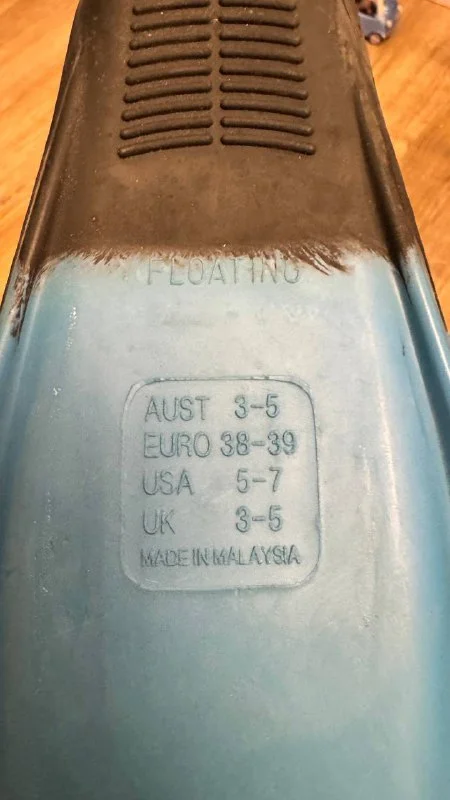 FLOATING
AUST 3-5
EURO 38-39
USA 5-7
UK 3-5
MADE IN MALAYSIA